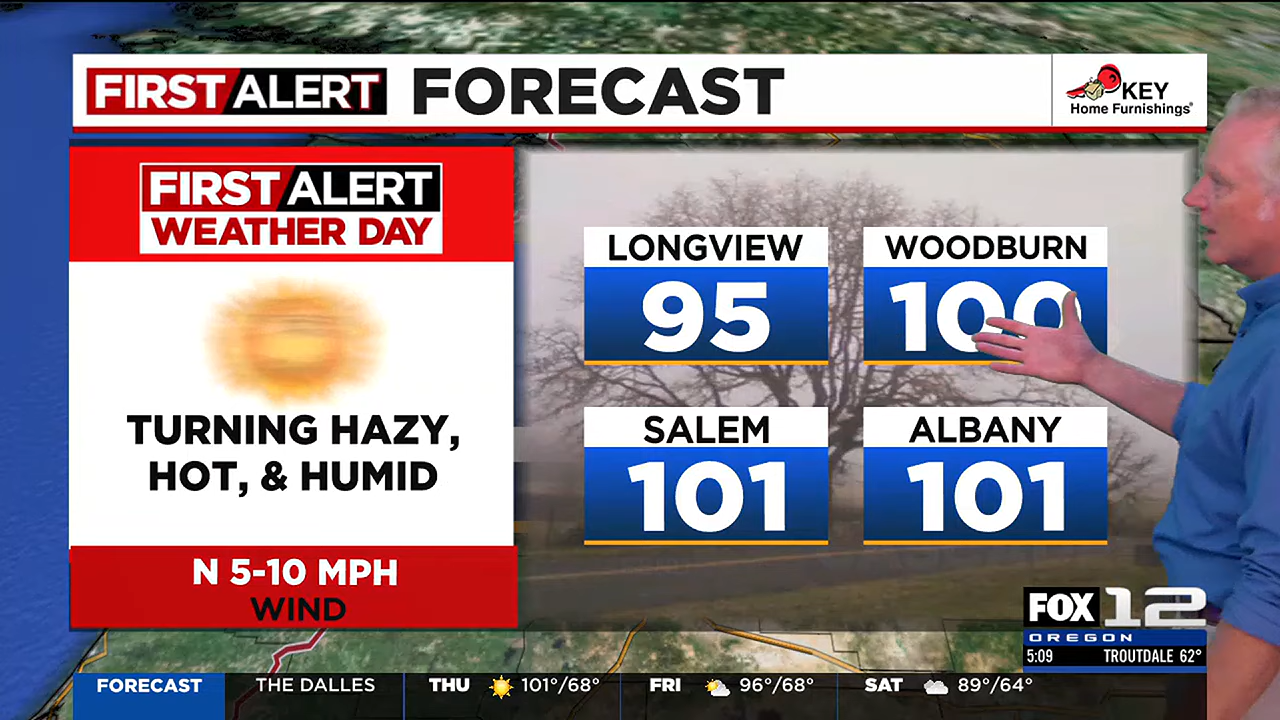 FIRST ALERT FORECAST
KEY
Home Furnishings®
FIRST ALERT
WEATHER DAY
TURNING HAZY,
HOT, & HUMID
N 5-10 MPH
WIND
LONGVIEW
95
WOODBURN
100
SALEM
101
ALBANY
101
FOX 12
OREGON
5:09 TROUTDALE 62°
FORECAST THE DALLES THU 101°/68° FRI 96°/68° SAT 89°/64°